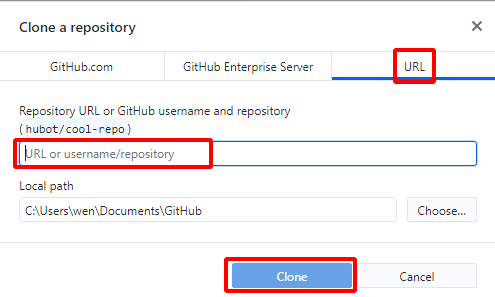 Clone a repository
GitHub.com
GitHub Enterprise Server
URL
Repository URL or GitHub username and repository
(hubot/cool-repo)
URL or username/repository
Local path
C:\Users\wen\Documents\GitHub
Choose...
Clone
Cancel